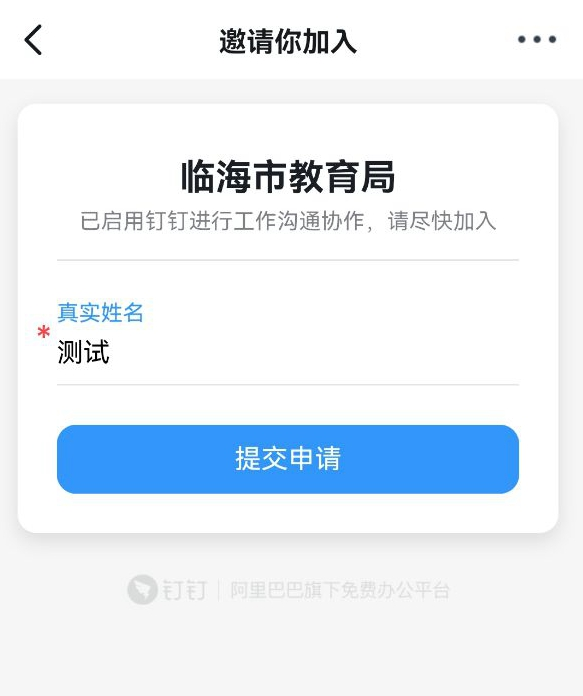 邀请你加入
临海市教育局
已启用钉钉进行工作沟通协作，请尽快加入
真实姓名
*
测试
提交申请
钉钉 | 阿里巴巴旗下免费办公平台